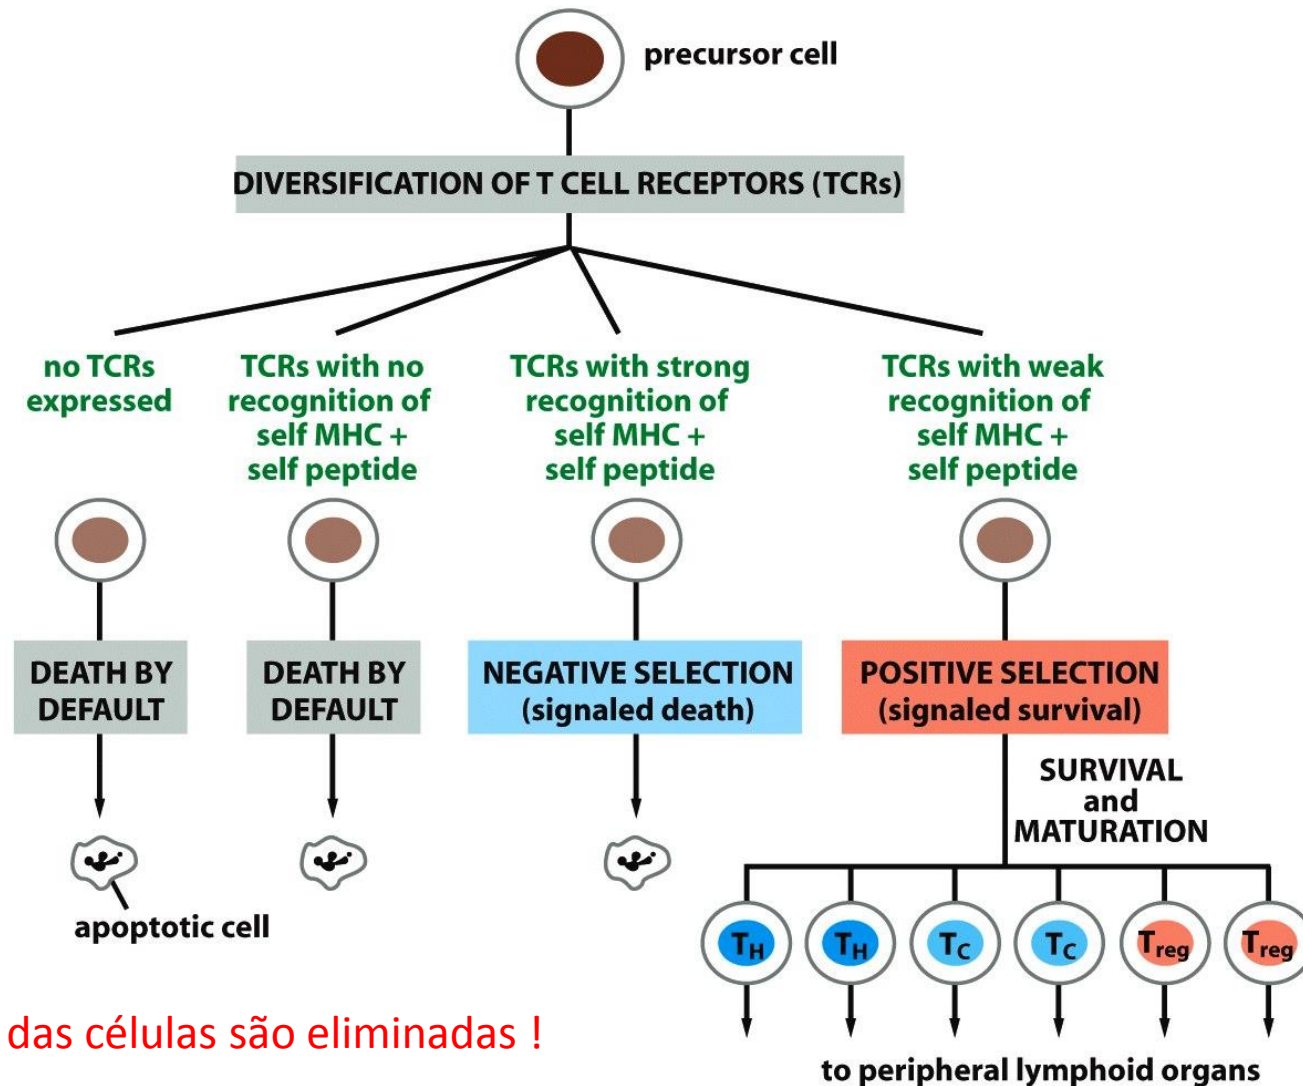 precursor cell
DIVERSIFICATION OF T CELL RECEPTORS (TCRs)
no TCRs
expressed
TCRs with no
recognition of
self MHC +
self peptide
TCRs with strong
recognition of
self MHC +
self peptide
TCRs with weak
recognition of
self MHC +
self peptide
DEATH BY
DEFAULT
DEATH BY
DEFAULT
NEGATIVE SELECTION
(signaled death)
POSITIVE SELECTION
(signaled survival)
SURVIVAL
and
MATURATION
apoptotic cell
TH TH TC TC Treg Treg
das células são eliminadas !
to peripheral lymphoid organs